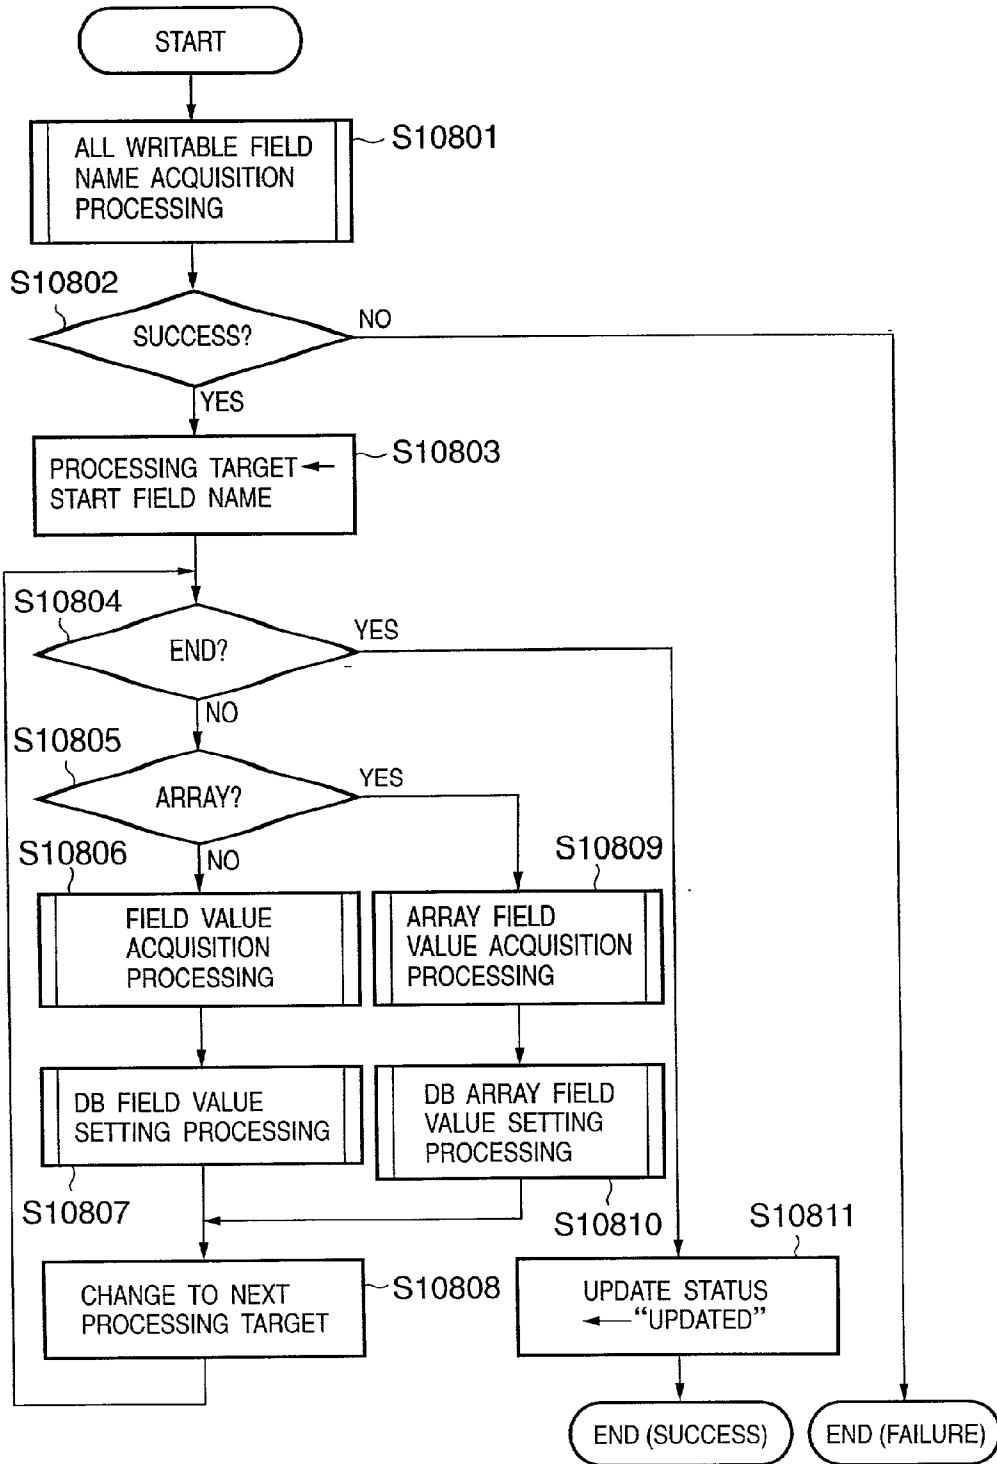 START
S10801
ALL WRITABLE FIELD
NAME ACQUISITION
PROCESSING
S10802
SUCCESS?
NO
YES
S10803
PROCESSING TARGET ←
START FIELD NAME
S10804
END?
YES
NO
S10805
ARRAY?
YES
NO
S10806
FIELD VALUE
ACQUISITION
PROCESSING
S10809
ARRAY FIELD
VALUE ACQUISITION
PROCESSING
DB FIELD VALUE
SETTING PROCESSING
S10807
DB ARRAY FIELD
VALUE SETTING
PROCESSING
S10810
S10808
CHANGE TO NEXT
PROCESSING TARGET
S10811
UPDATE STATUS
← “UPDATED”
END (SUCCESS)
END (FAILURE)